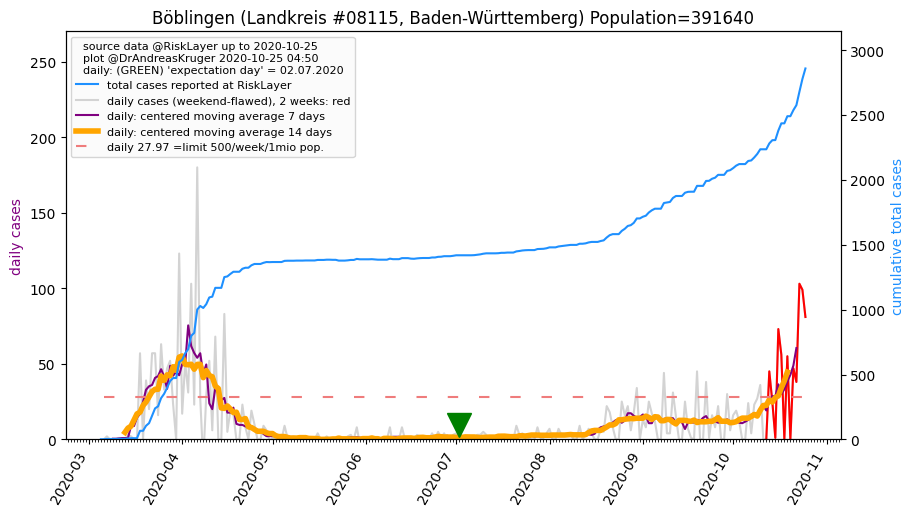 Böblingen (Landkreis #08115, Baden-Württemberg) Population=391640
source data @RiskLayer up to 2020-10-25
plot @DrAndreasKruger 2020-10-25 04:50
daily: (GREEN) 'expectation day' = 02.07.2020
total cases reported at RiskLayer
daily cases (weekend-flawed), 2 weeks: red
daily: centered moving average 7 days
daily: centered moving average 14 days
daily 27.97 =limit 500/week/1mio pop.
daily cases
250
200
150
100
50
0
cumulative total cases
3000
2500
2000
1500
1000
500
0
2020-03
2020-04
2020-05
2020-06
2020-07
2020-08
2020-09
2020-10
2020-11